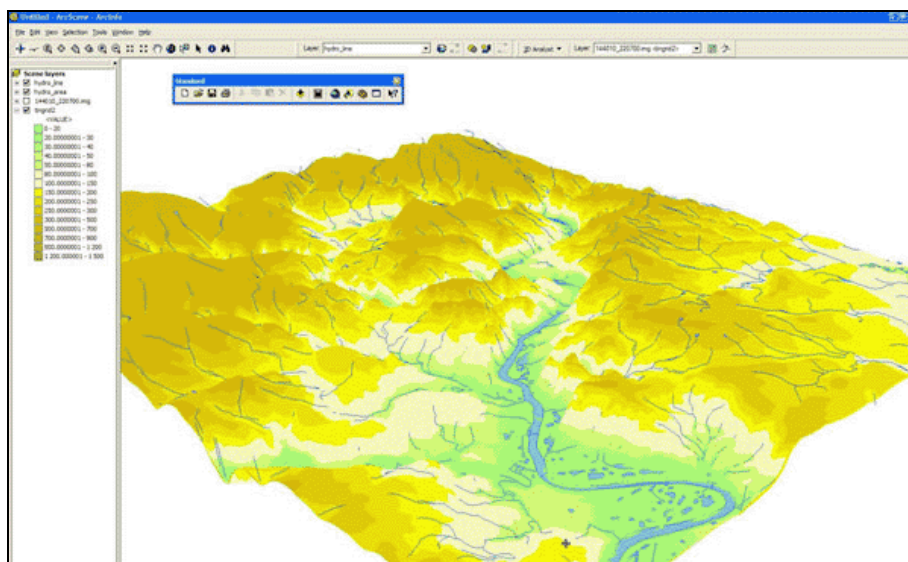 Untitled - ArcScene - ArcInfo
File Edit View Selection Tools Window Help
Layer: hydro_line
3D Analyst
Layer: 144010_220700.img <tingrid2>
Standard
Scene layers
hydro_line
hydro_area
144010_220700.img
tingrid2
<VALUE>
0 - 20
20.00000001 - 30
30.00000001 - 40
40.00000001 - 50
50.00000001 - 80
80.00000001 - 100
100.0000001 - 150
150.0000001 - 200
200.0000001 - 250
250.0000001 - 300
300.0000001 - 500
500.0000001 - 700
700.0000001 - 900
900.0000001 - 1 200
1 200.000001 - 1 500